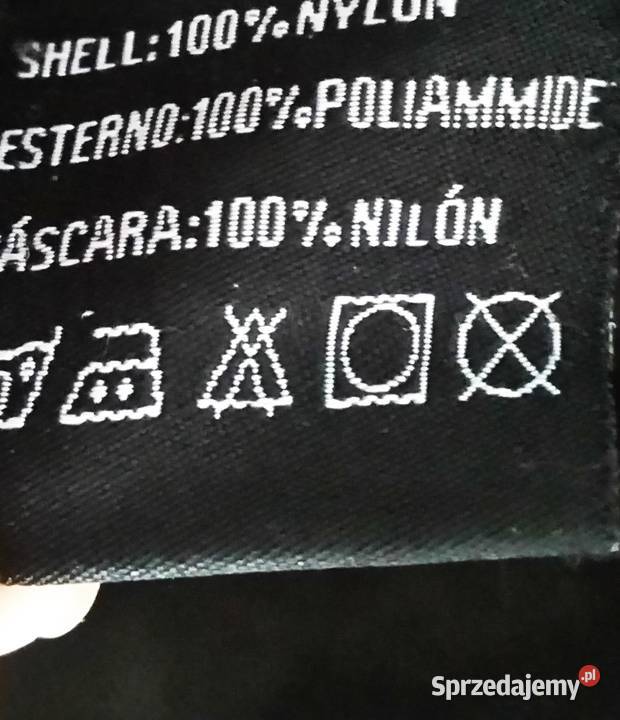 SHELL:100%NYLON
ESTERNO:100%POLIAMMIDE
ÁSCARA:100%NILÓN
Sprzedajemy.pl